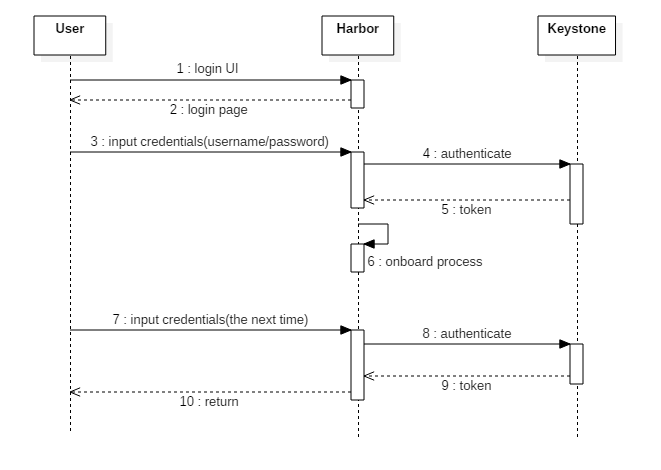 User
Harbor
Keystone
1 : login UI
2 : login page
3 : input credentials(username/password)
4 : authenticate
5 : token
6 : onboard process
7 : input credentials(the next time)
8 : authenticate
9 : token
10 : return